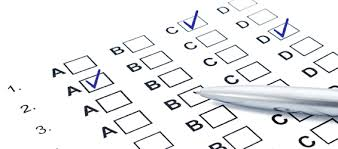 1. A B C D
2. A B C D
3. A B C D
A B C D
B C D
C D